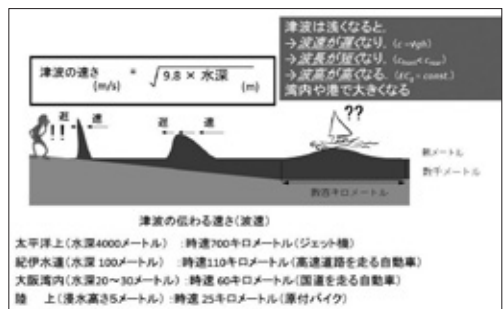 津波は浅くなると、
→波速が遅くなり、(c=√gh)
→波長が短くなり、
→波高が高くなる。(ECg = const.)
湾内や港で大きくなる
津波の速さ = √9.8 × 水深
(m/s) (m)
??
!! 遅 速 遅 速
数メートル
数千メートル
数百キロメートル
津波の伝わる速さ(波速)
太平洋上(水深4000メートル) :時速700キロメートル(ジェット機)
紀伊水道(水深 100メートル) :時速110キロメートル(高速道路を走る自動車)
大阪湾内(水深20～30メートル) :時速 60キロメートル(国道を走る自動車)
陸 上(浸水高さ5メートル) :時速 25キロメートル(原付バイク)